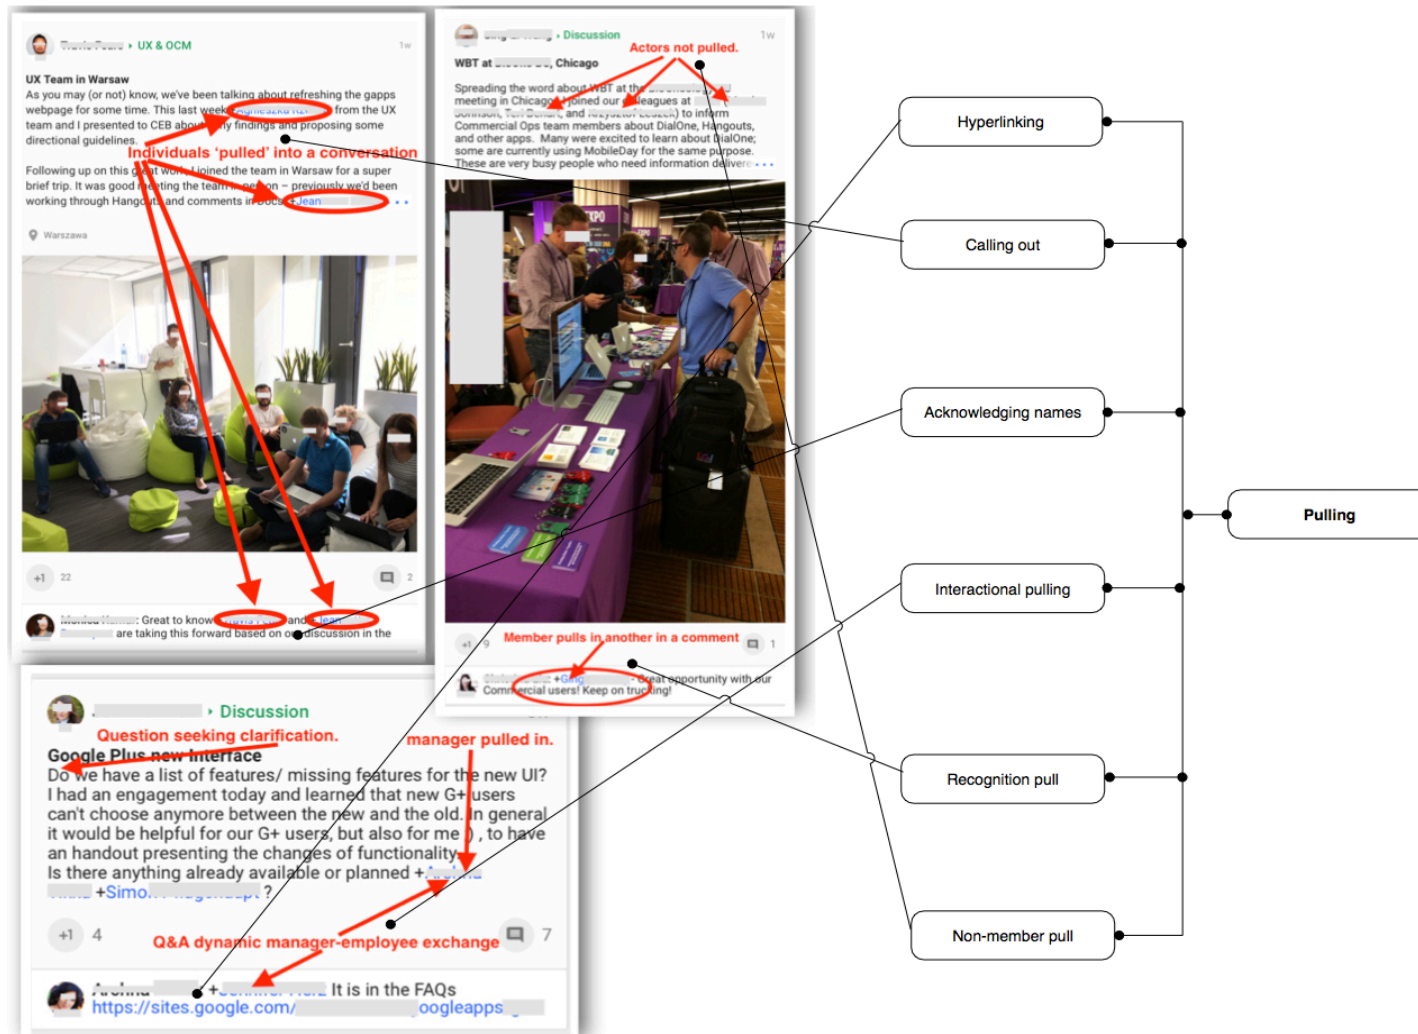 UX & OCM
1w
UX Team in Warsaw
As you may (or not) know, we've been talking about refreshing the gapps
webpage for some time. This last week from the UX
team and I presented to CEB about early findings and proposing some
directional guidelines.
Individuals 'pulled' into a conversation
Following up on this great work, I joined the team in Warsaw for a super
brief trip. It was good meeting the team in person – previously we'd been
working through Hangouts and comments in Docs. +Jean
Warszawa
+1 22
2
Great to know and + Jean
are taking this forward based on our discussion in the
Discussion
1w
Actors not pulled.
WBT at Chicago
Spreading the word about WBT at the
meeting in Chicago. I joined our colleagues at
Johnson, and to inform
Commercial Ops team members about DialOne, Hangouts,
and other apps. Many were excited to learn about DialOne;
some are currently using MobileDay for the same purpose.
These are very busy people who need information delivere
EXPO
Member pulls in another in a comment
+1 9
1
+Ging - Great opportunity with our
Commercial users! Keep on trucking!
Discussion
Question seeking clarification.
manager pulled in.
Google Plus new Interface
Do we have a list of features/ missing features for the new UI?
I had an engagement today and learned that new G+ users
can't choose anymore between the new and the old. In general
it would be helpful for our G+ users, but also for me :) , to have
an handout presenting the changes of functionality.
Is there anything already available or planned +
+Simon ?
+1 4
7
Q&A dynamic manager-employee exchange
+ It is in the FAQs
https://sites.google.com/ oogleapps
Hyperlinking
Calling out
Acknowledging names
Interactional pulling
Recognition pull
Non-member pull
Pulling